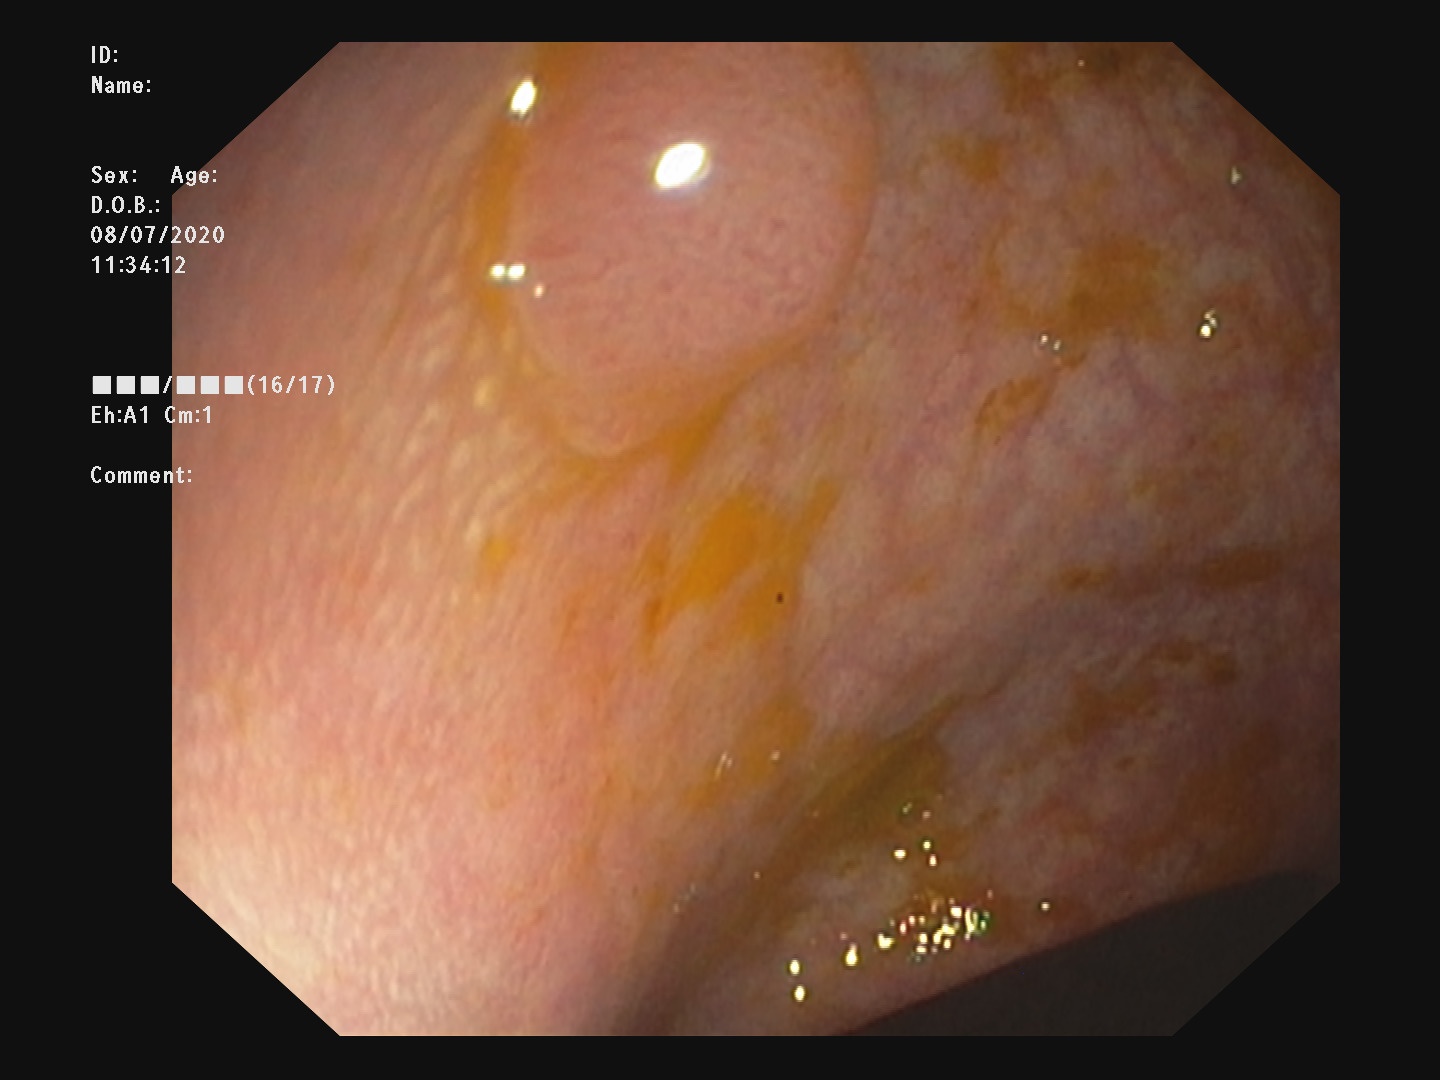 ID:
Name:
Sex: Age:
D.O.B.:
08/07/2020
11:34:12
■■■/■■■(16/17)
Eh:A1 Cm:1
Comment: